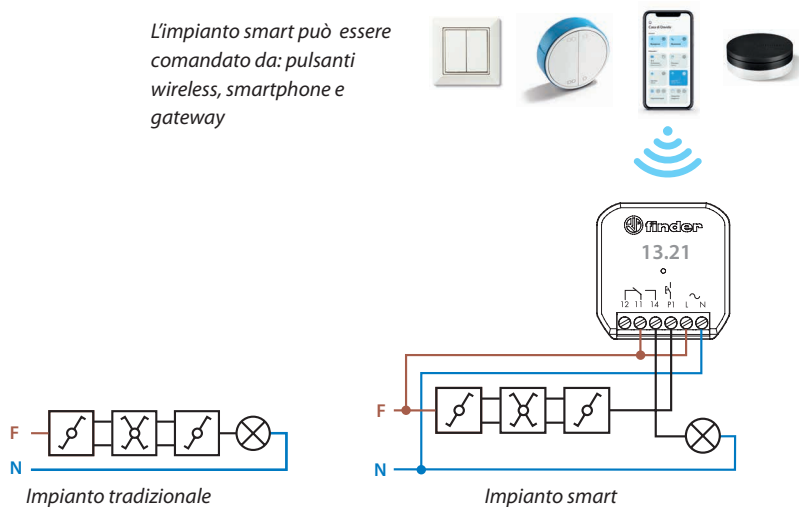 L'impianto smart può essere
comandato da: pulsanti
wireless, smartphone e
gateway
finder
13.21
12 11 14 P1 L N
F
N
Impianto tradizionale
F
N
Impianto smart